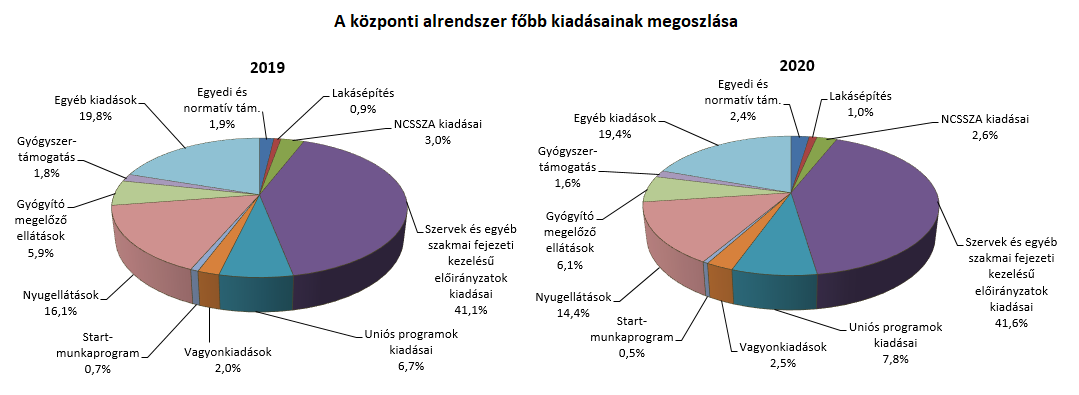 A központi alrendszer főbb kiadásainak megoszlása
2019
Egyedi és
normatív tám.
1,9%
Lakásépítés
0,9%
NCSSZA kiadásai
3,0%
Szervek és egyéb
szakmai fejezeti
kezelésű
előirányzatok
kiadásai
41,1%
Uniós programok
kiadásai
6,7%
Vagyonkiadások
2,0%
Start-
munkaprogram
0,7%
Nyugellátások
16,1%
Gyógyító
megelőző
ellátások
5,9%
Gyógyszer-
támogatás
1,8%
Egyéb kiadások
19,8%
2020
Egyedi és
normatív tám.
2,4%
Lakásépítés
1,0%
NCSSZA kiadásai
2,6%
Szervek és egyéb
szakmai fejezeti
kezelésű
előirányzatok
kiadásai
41,6%
Uniós programok
kiadásai
7,8%
Vagyonkiadások
2,5%
Start-
munkaprogram
0,5%
Nyugellátások
14,4%
Gyógyító
megelőző
ellátások
6,1%
Gyógyszer-
támogatás
1,6%
Egyéb kiadások
19,4%